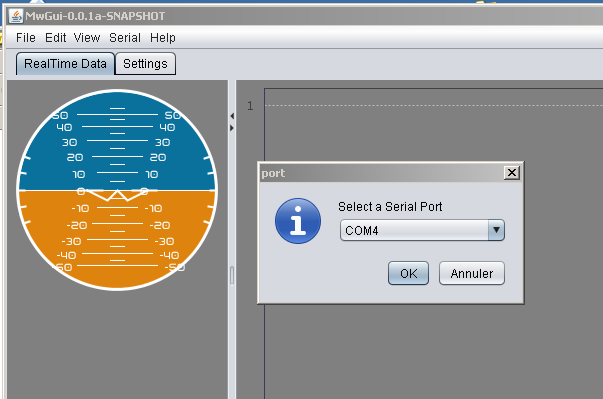 MwGui-0.0.1a-SNAPSHOT
File Edit View Serial Help
RealTime Data Settings
50 50
40 40
30 30
20 20
10 10
0 0
-10 -10
-20 -20
-30 -30
-40 -40
-50 -50
1
port
Select a Serial Port
COM4
OK Annuler